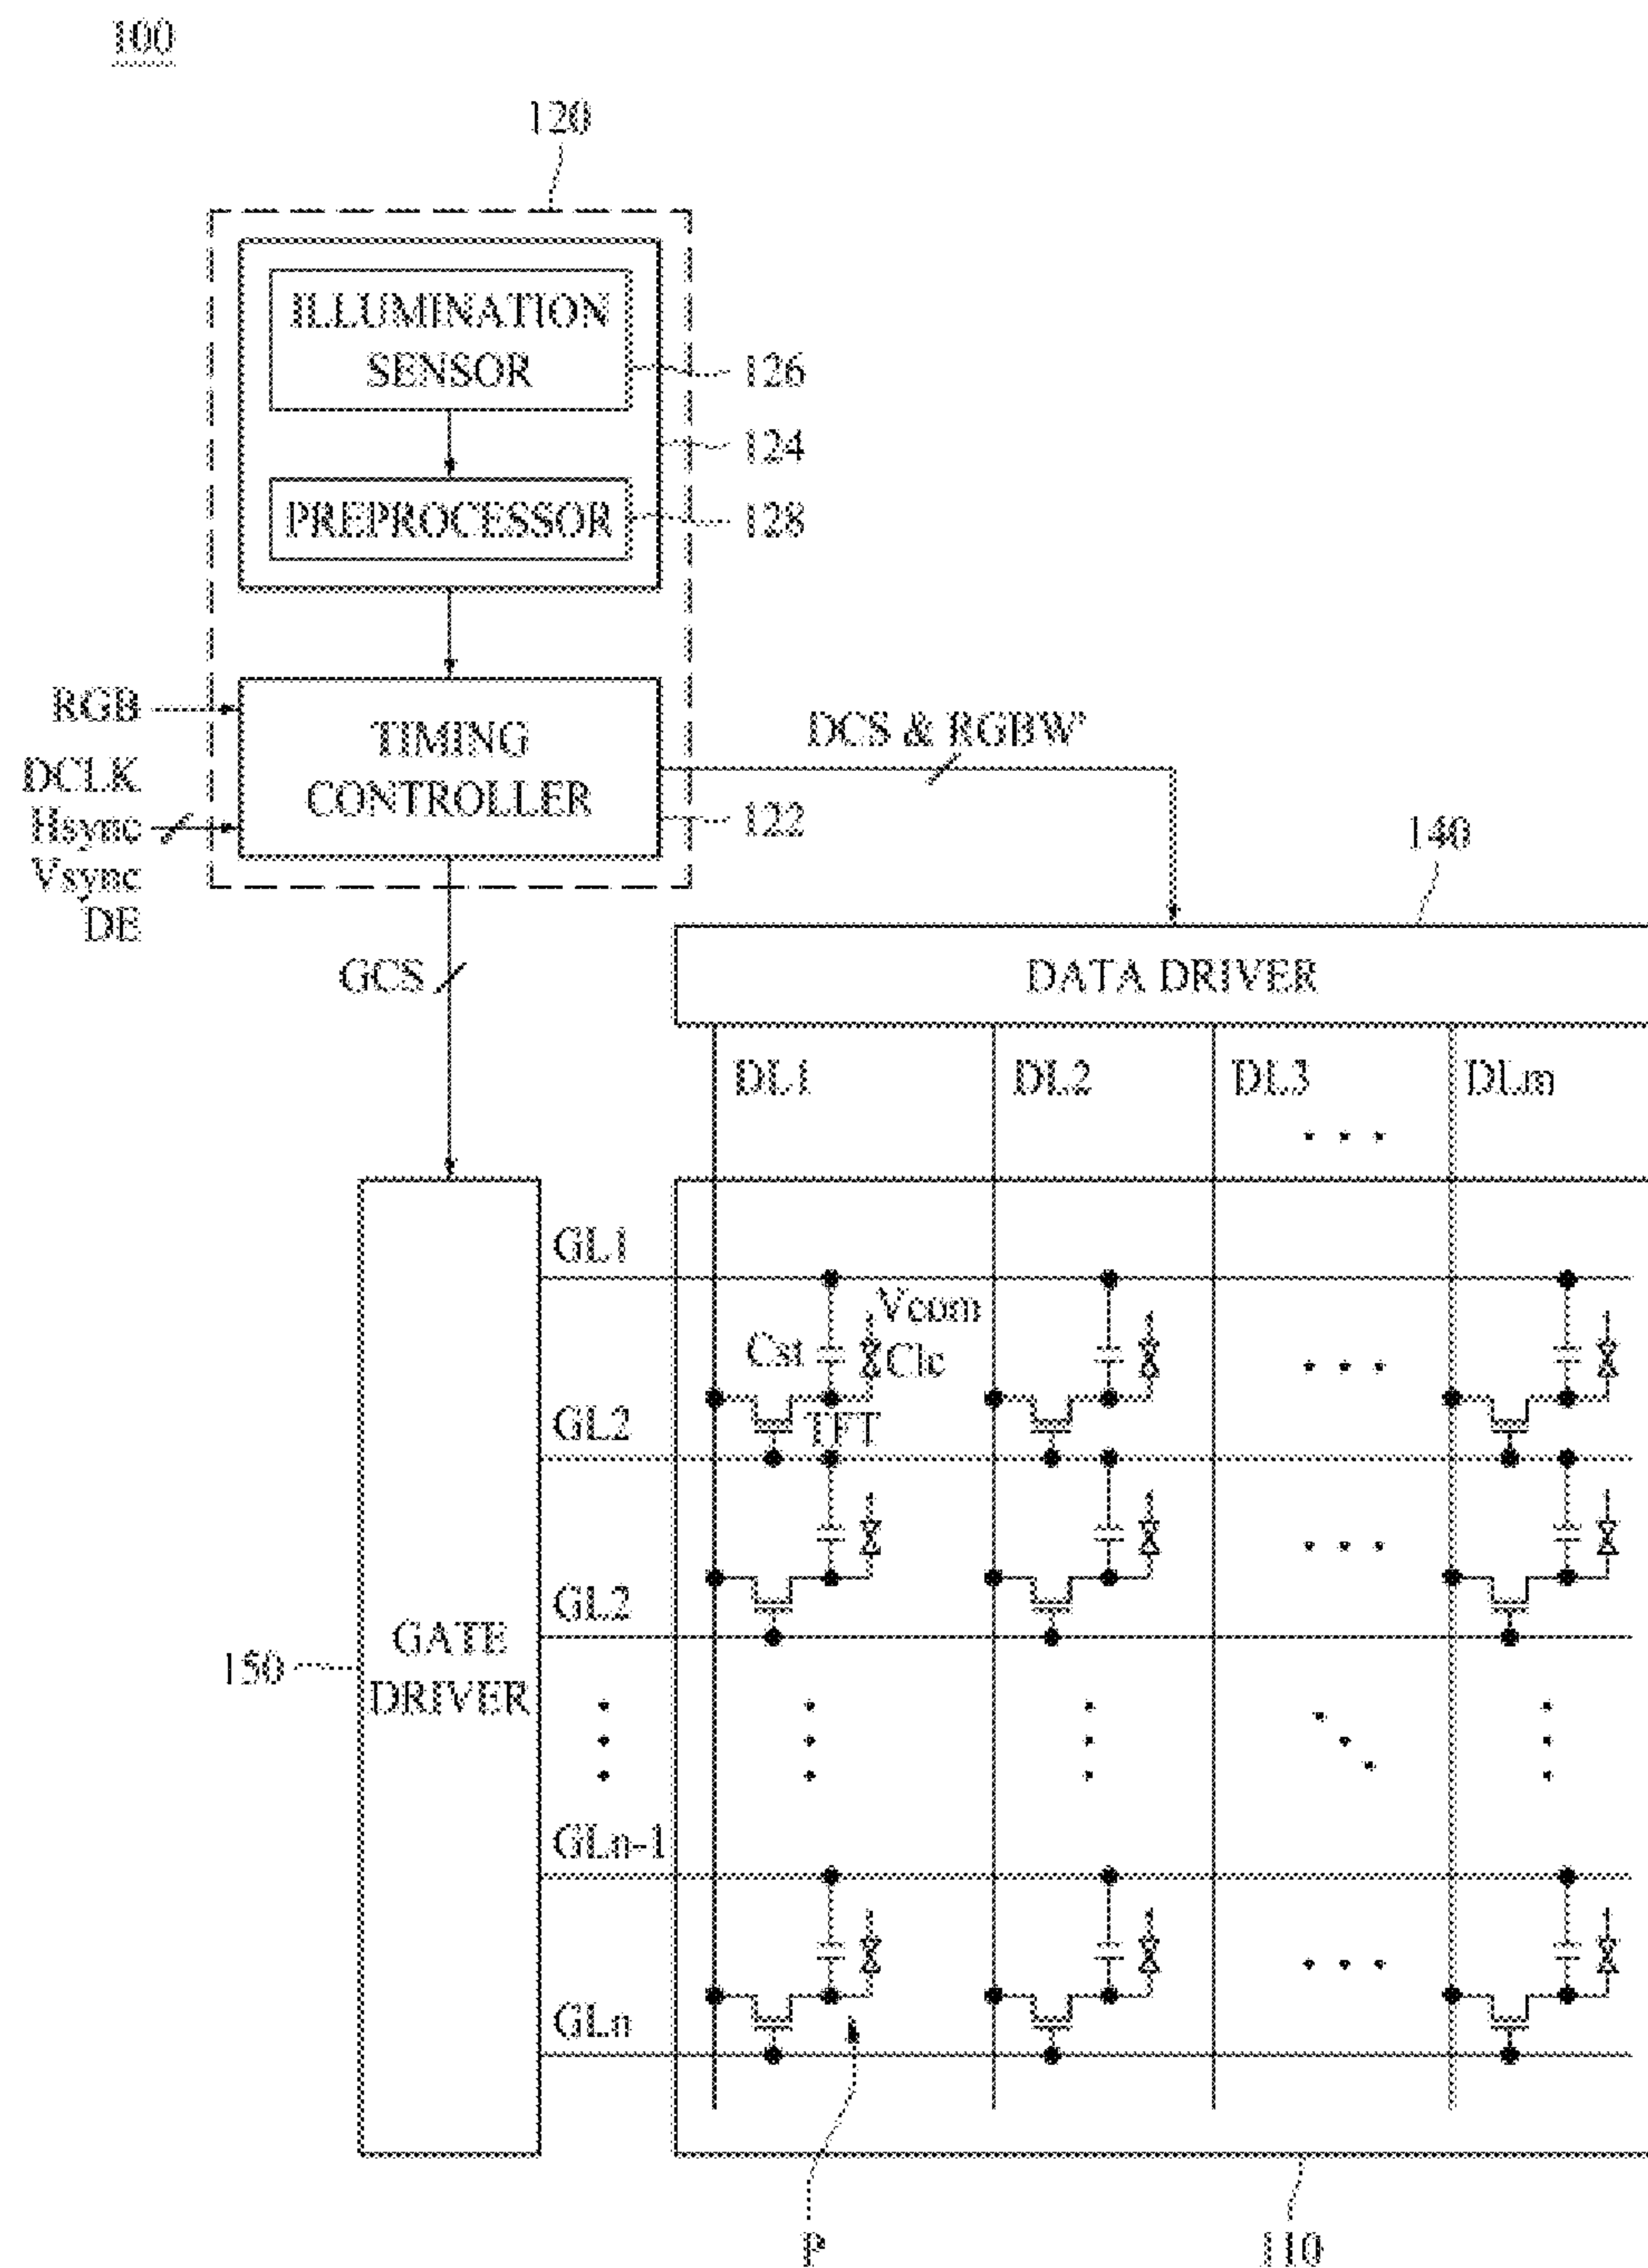 100
120
ILLUMINATION
SENSOR
126
124
PREPROCESSOR
128
RGB
TIMING
CONTROLLER
DCS & RGBW'
DCLK
Hsync
Vsync
DE
122
140
GCS
DATA DRIVER
DL1
DL2
DL3
DLm
GL1
Vcom
Cst
Clc
GL2
TFT
GL2
GATE
DRIVER
150
GLn-1
GLn
P
110